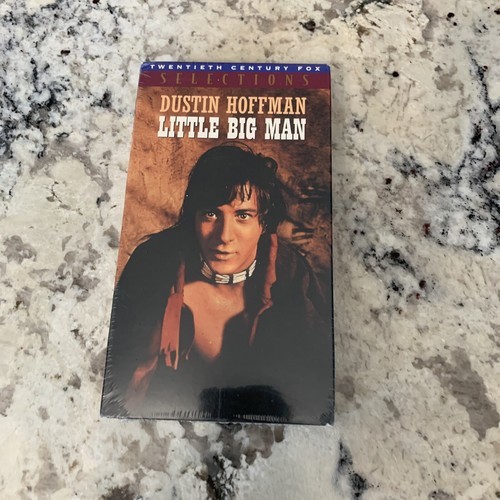 TWENTIETH CENTURY FOX
SELECTIONS
DUSTIN HOFFMAN
LITTLE BIG MAN